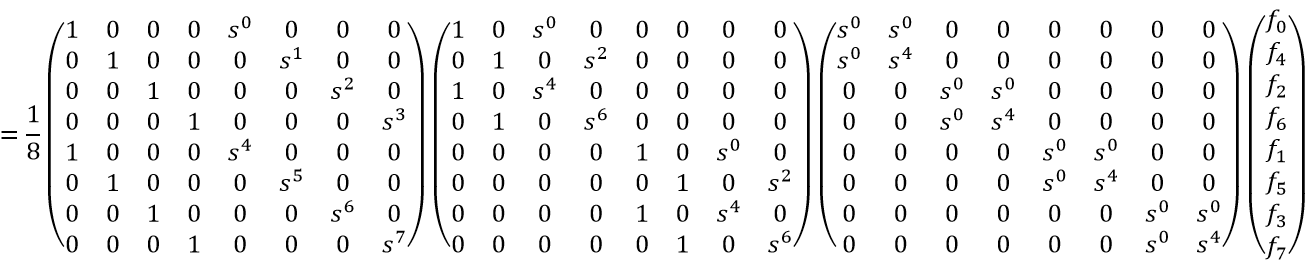 = 1/8 (1 0 0 0 s^0 0 0 0) (1 0 s^0 0 0 0 0 0) (s^0 s^0 0 0 0 0 0 0) (f_0)
(0 1 0 0 0 s^1 0 0) (0 1 0 s^2 0 0 0 0) (s^0 s^4 0 0 0 0 0 0) (f_4)
(0 0 1 0 0 0 s^2 0) (1 0 s^4 0 0 0 0 0) (0 0 s^0 s^0 0 0 0 0) (f_2)
(0 0 0 1 0 0 0 s^3) (0 1 0 s^6 0 0 0 0) (0 0 s^0 s^4 0 0 0 0) (f_6)
(1 0 0 0 s^4 0 0 0) (0 0 0 0 1 0 s^0 0) (0 0 0 0 s^0 s^0 0 0) (f_1)
(0 1 0 0 0 s^5 0 0) (0 0 0 0 0 1 0 s^2) (0 0 0 0 s^0 s^4 0 0) (f_5)
(0 0 1 0 0 0 s^6 0) (0 0 0 0 1 0 s^4 0) (0 0 0 0 0 0 s^0 s^0) (f_3)
(0 0 0 1 0 0 0 s^7) (0 0 0 0 0 1 0 s^6) (0 0 0 0 0 0 s^0 s^4) (f_7)